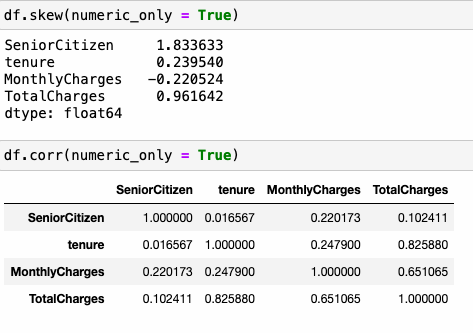 df.skew(numeric_only = True)
SeniorCitizen 1.833633
tenure 0.239540
MonthlyCharges -0.220524
TotalCharges 0.961642
dtype: float64
df.corr(numeric_only = True)
SeniorCitizen tenure MonthlyCharges TotalCharges
SeniorCitizen 1.000000 0.016567 0.220173 0.102411
tenure 0.016567 1.000000 0.247900 0.825880
MonthlyCharges 0.220173 0.247900 1.000000 0.651065
TotalCharges 0.102411 0.825880 0.651065 1.000000